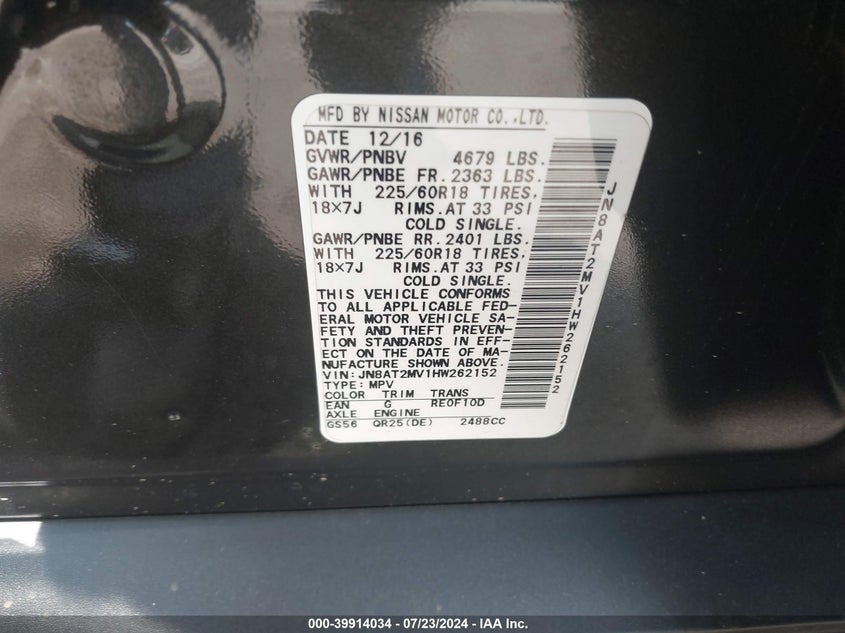 MFD BY NISSAN MOTOR CO.,LTD.
DATE 12/16
GVWR/PNBV 4679 LBS.
GAWR/PNBE FR. 2363 LBS.
WITH 225/60R18 TIRES,
18×7J RIMS. AT 33 PSI
COLD SINGLE.
GAWR/PNBE RR. 2401 LBS.
WITH 225/60R18 TIRES,
18×7J RIMS. AT 33 PSI
COLD SINGLE.
THIS VEHICLE CONFORMS
TO ALL APPLICABLE FED-
ERAL MOTOR VEHICLE SA-
FETY AND THEFT PREVEN-
TION STANDARDS IN EFF-
ECT ON THE DATE OF MA-
NUFACTURE SHOWN ABOVE.
VIN: JN8AT2MV1HW262152
TYPE: MPV
COLOR TRIM TRANS
EAN G RE0F10D
AXLE ENGINE
GS56 QR25(DE) 2488CC
JN8AT2MV1HW262152
000-39914034 / 07/23/2024 - IAA Inc.